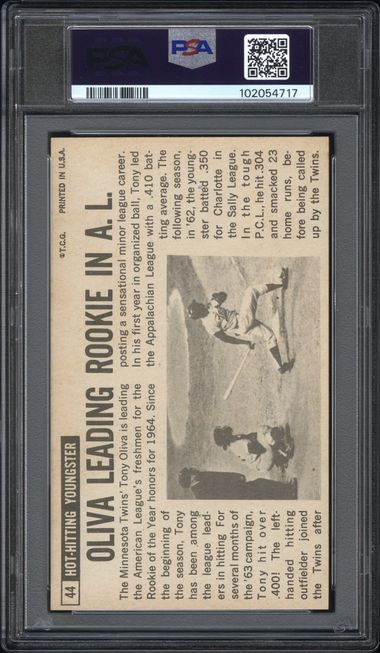 PSA
PSA
102054717
44 HOT-HITTING YOUNGSTER
©T.C.G. PRINTED IN U.S.A.
OLIVA LEADING ROOKIE IN A. L.
The Minnesota Twins' Tony Oliva is leading
the American League's freshmen for the
Rookie of the Year honors for 1964. Since
the beginning of
the season, Tony
has been among
the league lead-
ers in hitting For
several months of
the '63 campaign,
Tony hit over
.400! The left-
handed hitting
outfielder joined
the Twins after
posting a sensational minor league career.
In his first year in organized ball, Tony led
the Appalachian League with a .410 bat-
ting average. The
following season,
in '62, the young-
ster batted .350
for Charlotte in
the Sally League.
In the tough
P.C.L., he hit .304
and smacked 23
home runs, be-
fore being called
up by the Twins.